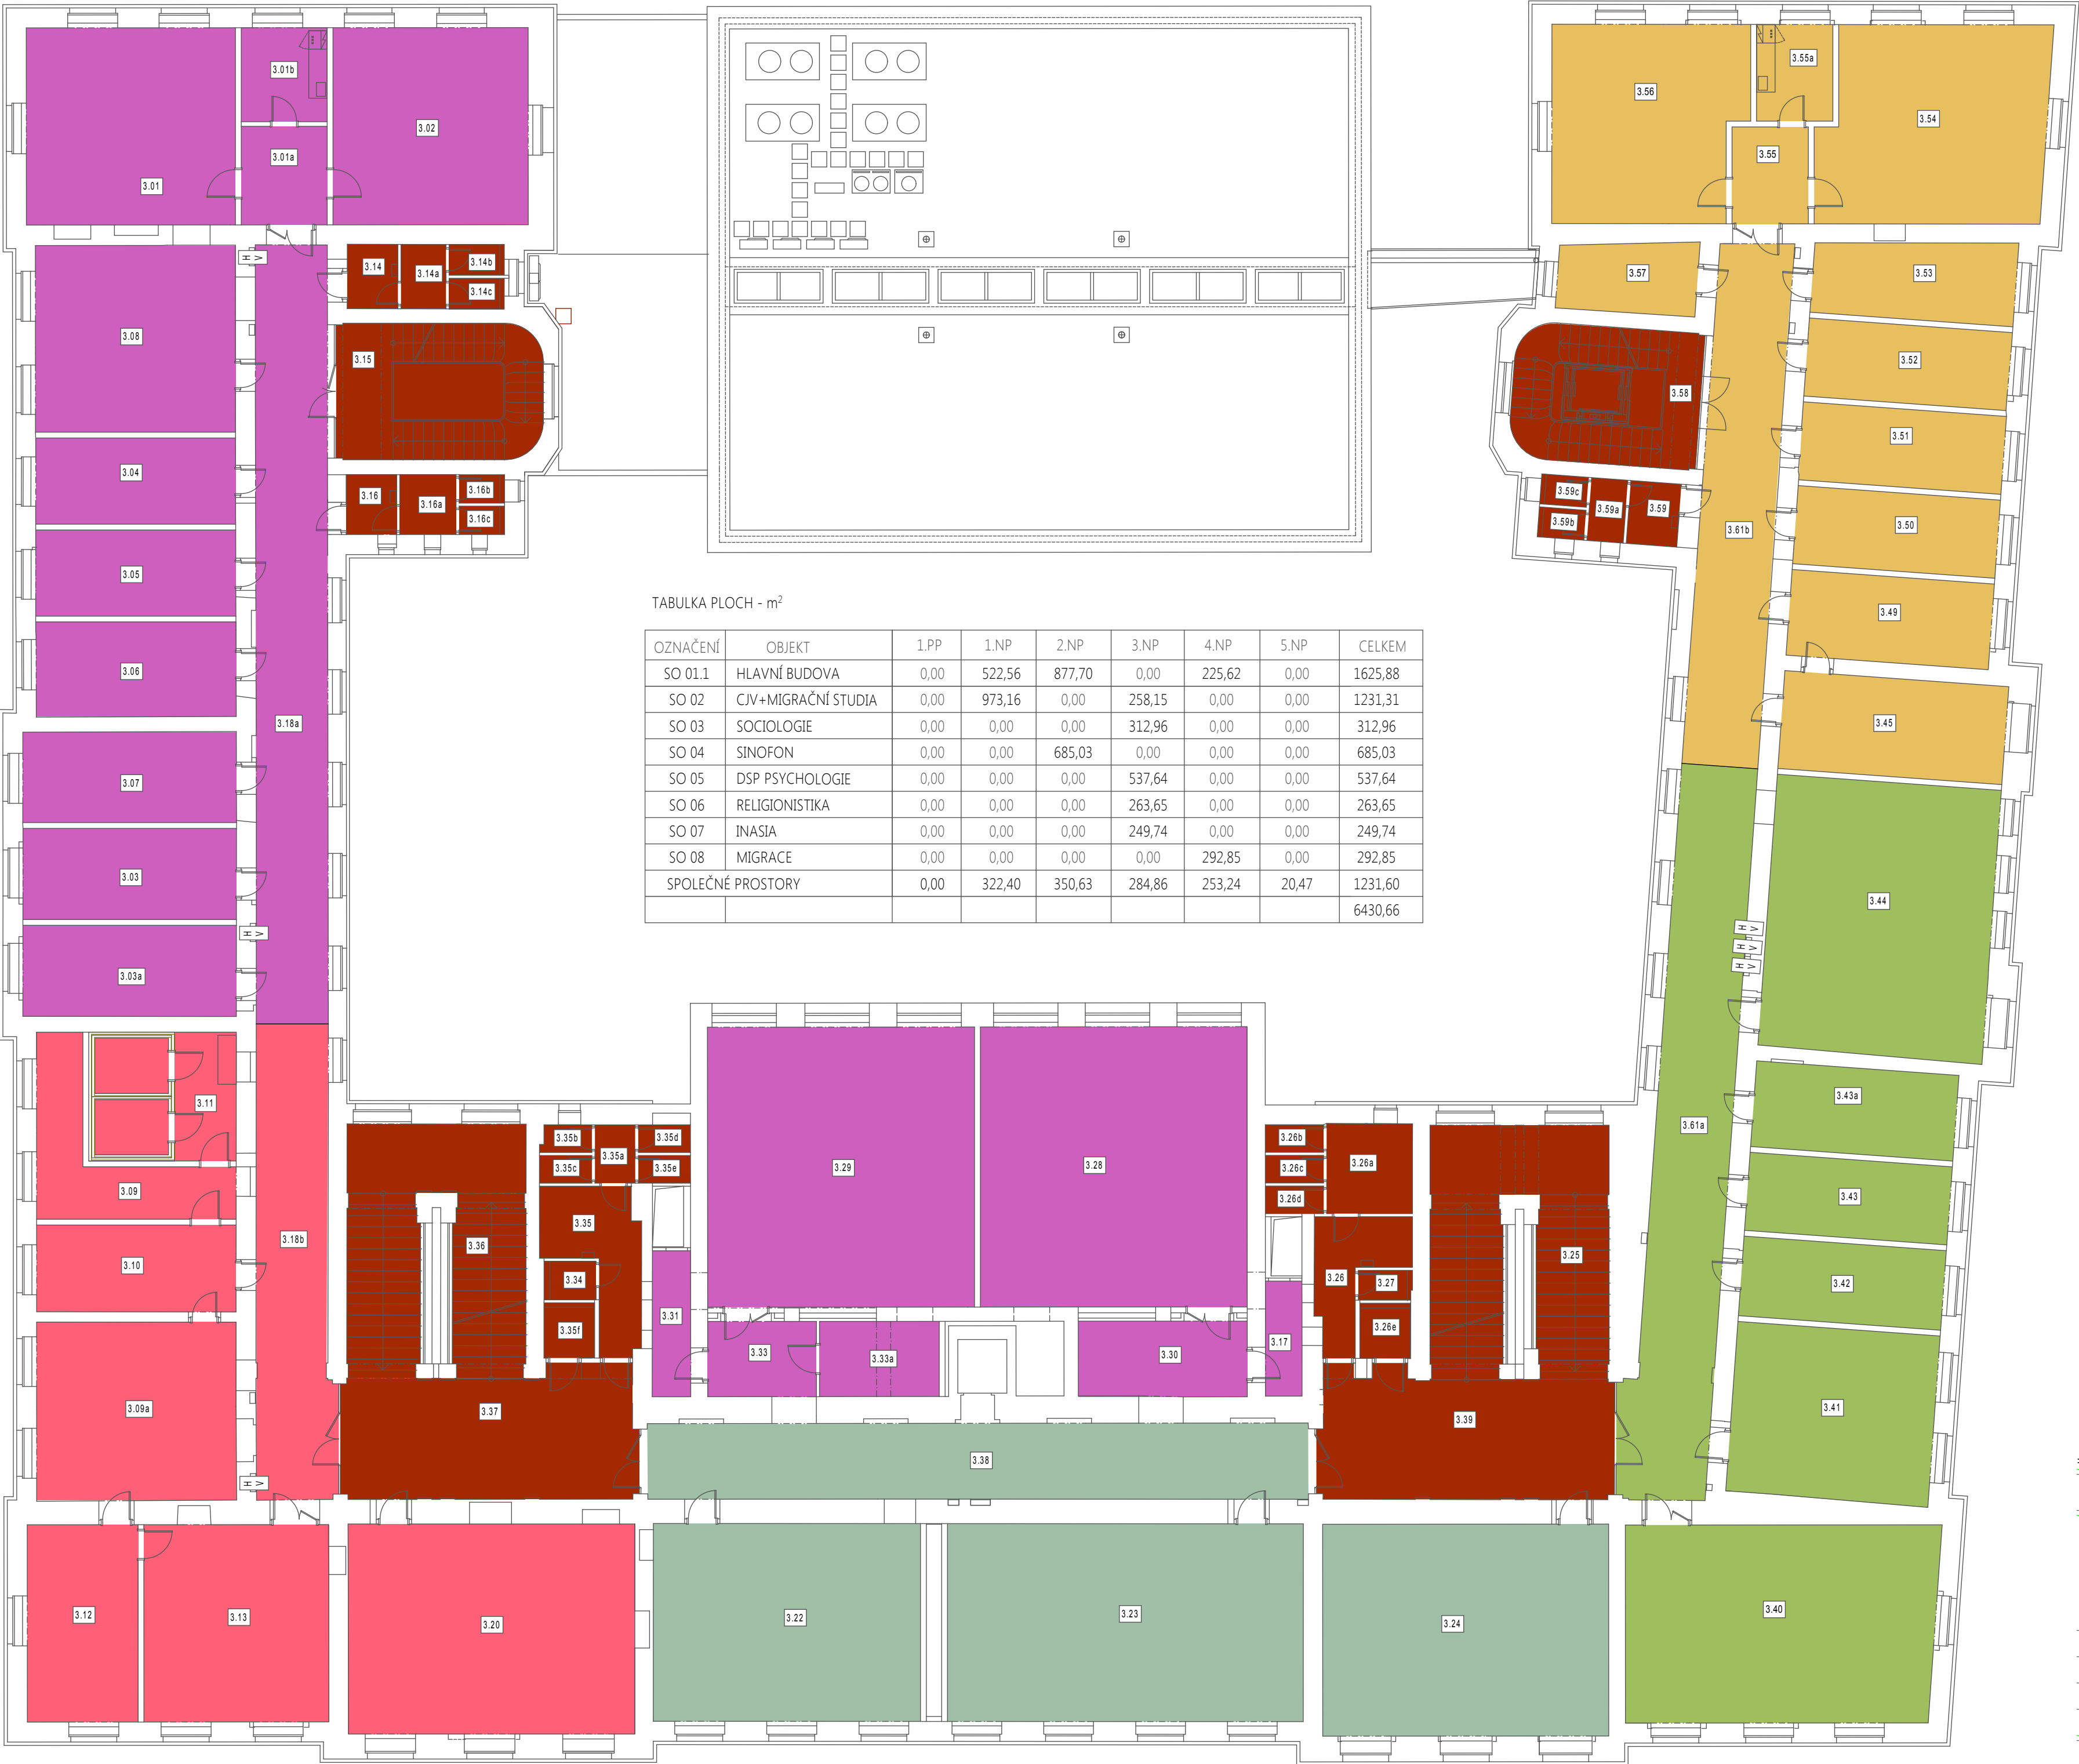 3.01b
3.55a
3.56
3.54
3.02
3.01a
3.55
3.01
H V
3.14
3.14a
3.14b
3.14c
3.57
3.53
3.08
3.15
3.52
3.58
3.51
3.04
3.16
3.16a
3.16b
3.16c
3.59c
3.59b
3.59a
3.59
3.50
3.61b
3.05
3.49
3.06
3.18a
3.45
3.07
3.03
3.44
H V
H V
H V
H V
3.03a
TABULKA PLOCH - m²
OZNAČENÍ OBJEKT 1.PP 1.NP 2.NP 3.NP 4.NP 5.NP CELKEM
SO 01.1 HLAVNÍ BUDOVA 0,00 522,56 877,70 0,00 225,62 0,00 1625,88
SO 02 CJV+MIGRAČNÍ STUDIA 0,00 973,16 0,00 258,15 0,00 0,00 1231,31
SO 03 SOCIOLOGIE 0,00 0,00 0,00 312,96 0,00 0,00 312,96
SO 04 SINOFON 0,00 0,00 685,03 0,00 0,00 0,00 685,03
SO 05 DSP PSYCHOLOGIE 0,00 0,00 0,00 537,64 0,00 0,00 537,64
SO 06 RELIGIONISTIKA 0,00 0,00 0,00 263,65 0,00 0,00 263,65
SO 07 INASIA 0,00 0,00 0,00 249,74 0,00 0,00 249,74
SO 08 MIGRACE 0,00 0,00 0,00 0,00 292,85 0,00 292,85
SPOLEČNÉ PROSTORY 0,00 322,40 350,63 284,86 253,24 20,47 1231,60
6430,66
3.11
3.43a
3.61a
3.35b
3.35a
3.35d
3.35c
3.35e
3.29
3.28
3.26b
3.26a
3.26c
3.26d
3.09
3.43
3.35
3.18b
3.36
3.25
3.10
3.34
3.26
3.27
3.42
3.31
3.35f
3.26e
3.17
3.33
3.33a
3.30
3.09a
3.37
3.39
3.41
3.38
H V
3.12
3.13
3.20
3.22
3.23
3.24
3.40